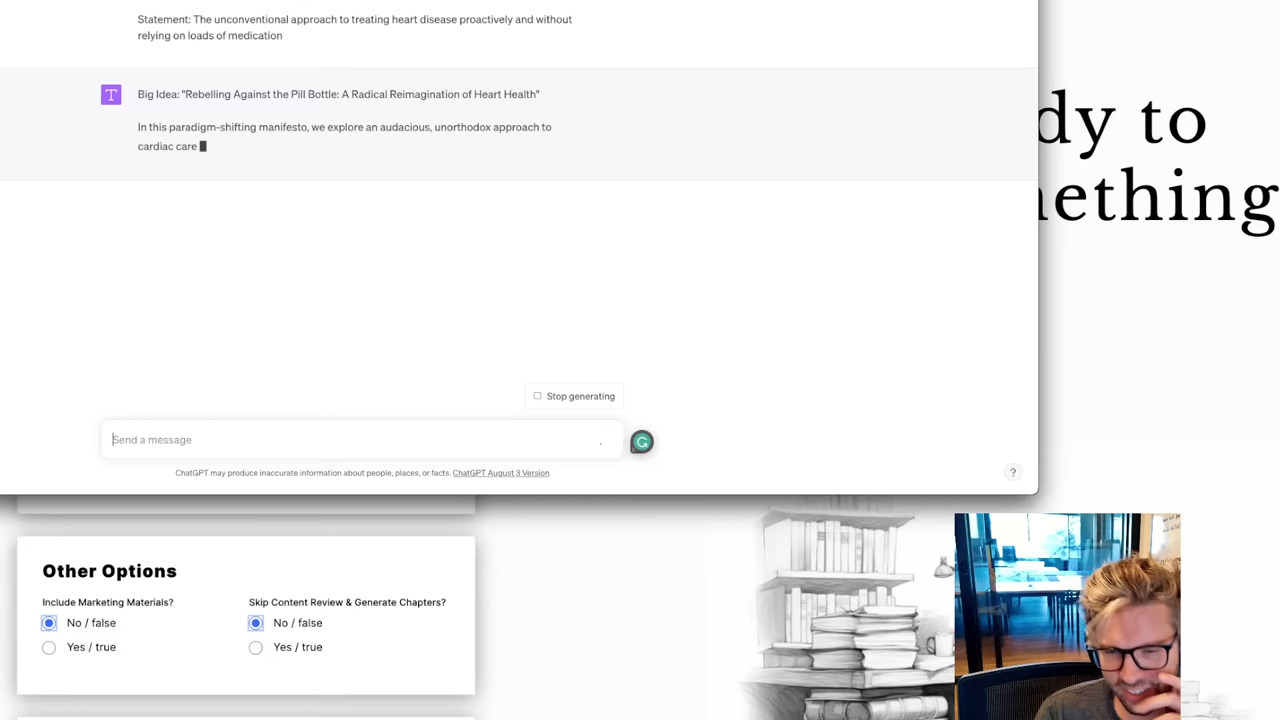 Statement: The unconventional approach to treating heart disease proactively and without
relying on loads of medication
T
Big Idea: "Rebelling Against the Pill Bottle: A Radical Reimagination of Heart Health"
In this paradigm-shifting manifesto, we explore an audacious, unorthodox approach to
cardiac care
dy to
nething
Stop generating
Send a message
ChatGPT may produce inaccurate information about people, places, or facts. ChatGPT August 3 Version
?
Other Options
Include Marketing Materials?
No / false
Yes / true
Skip Content Review & Generate Chapters?
No / false
Yes / true